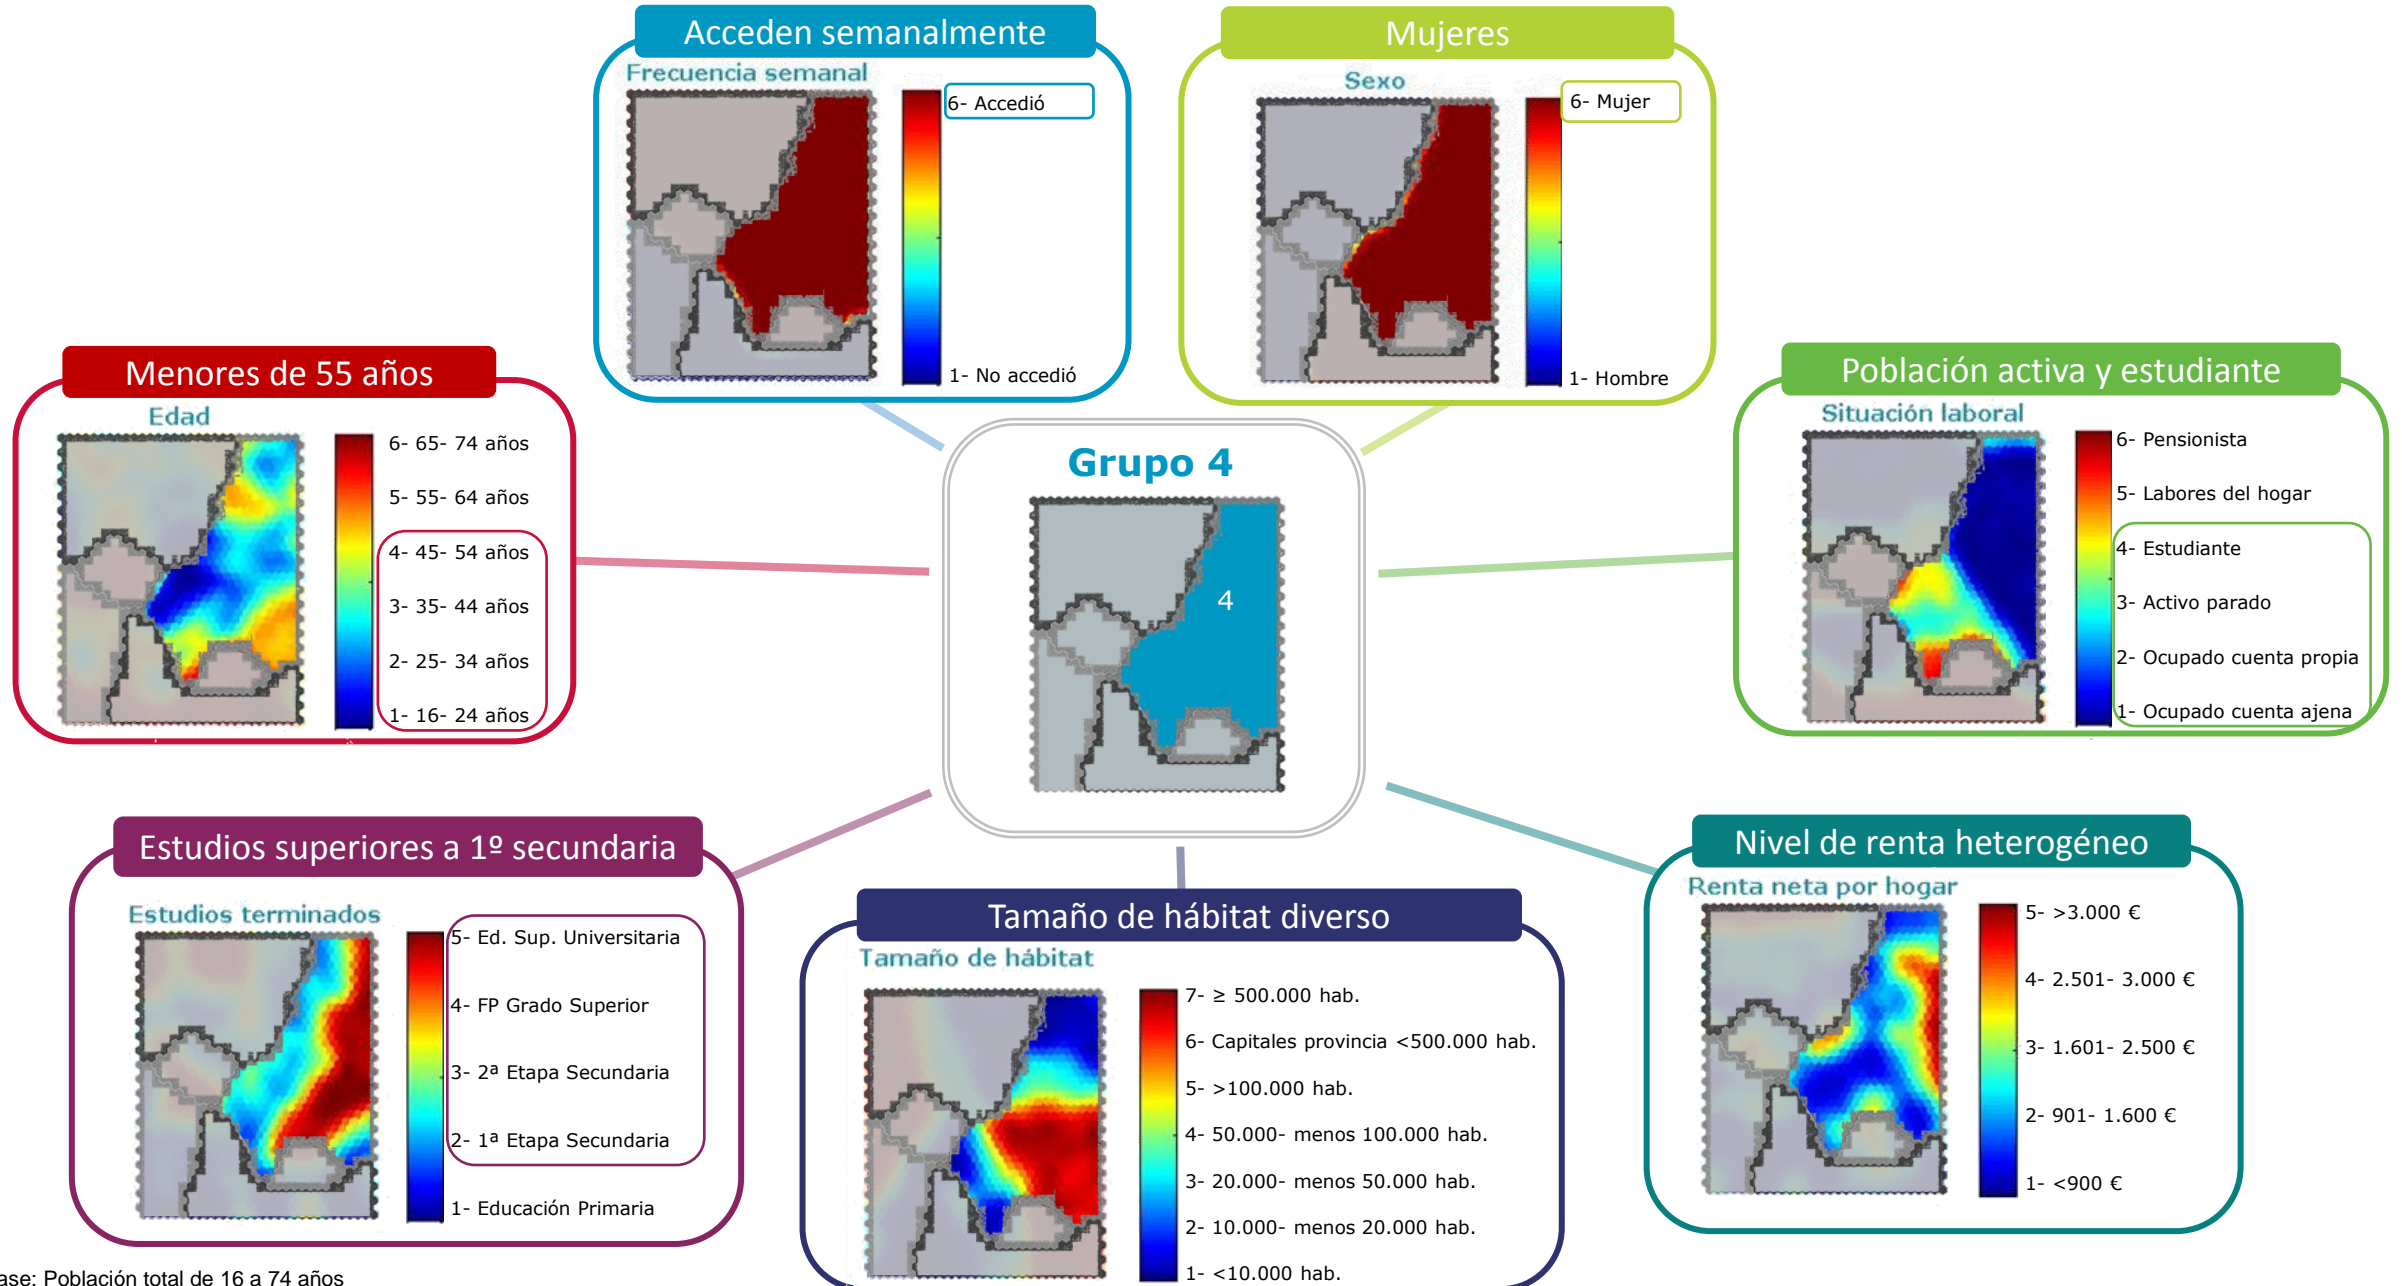 Acceden semanalmente
Frecuencia semanal
6- Accedió
1- No accedió
Mujeres
Sexo
6- Mujer
1- Hombre
Menores de 55 años
Edad
6- 65- 74 años
5- 55- 64 años
4- 45- 54 años
3- 35- 44 años
2- 25- 34 años
1- 16- 24 años
Grupo 4
4
Población activa y estudiante
Situación laboral
6- Pensionista
5- Labores del hogar
4- Estudiante
3- Activo parado
2- Ocupado cuenta propia
1- Ocupado cuenta ajena
Estudios superiores a 1º secundaria
Estudios terminados
5- Ed. Sup. Universitaria
4- FP Grado Superior
3- 2ª Etapa Secundaria
2- 1ª Etapa Secundaria
1- Educación Primaria
Tamaño de hábitat diverso
Tamaño de hábitat
7- ≥ 500.000 hab.
6- Capitales provincia <500.000 hab.
5- >100.000 hab.
4- 50.000- menos 100.000 hab.
3- 20.000- menos 50.000 hab.
2- 10.000- menos 20.000 hab.
1- <10.000 hab.
Nivel de renta heterogéneo
Renta neta por hogar
5- >3.000 €
4- 2.501- 3.000 €
3- 1.601- 2.500 €
2- 901- 1.600 €
1- <900 €
ase: Población total de 16 a 74 años